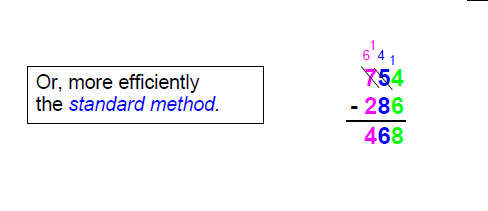 Or, more efficiently
the standard method.
6 1 4 1
754
- 286
468